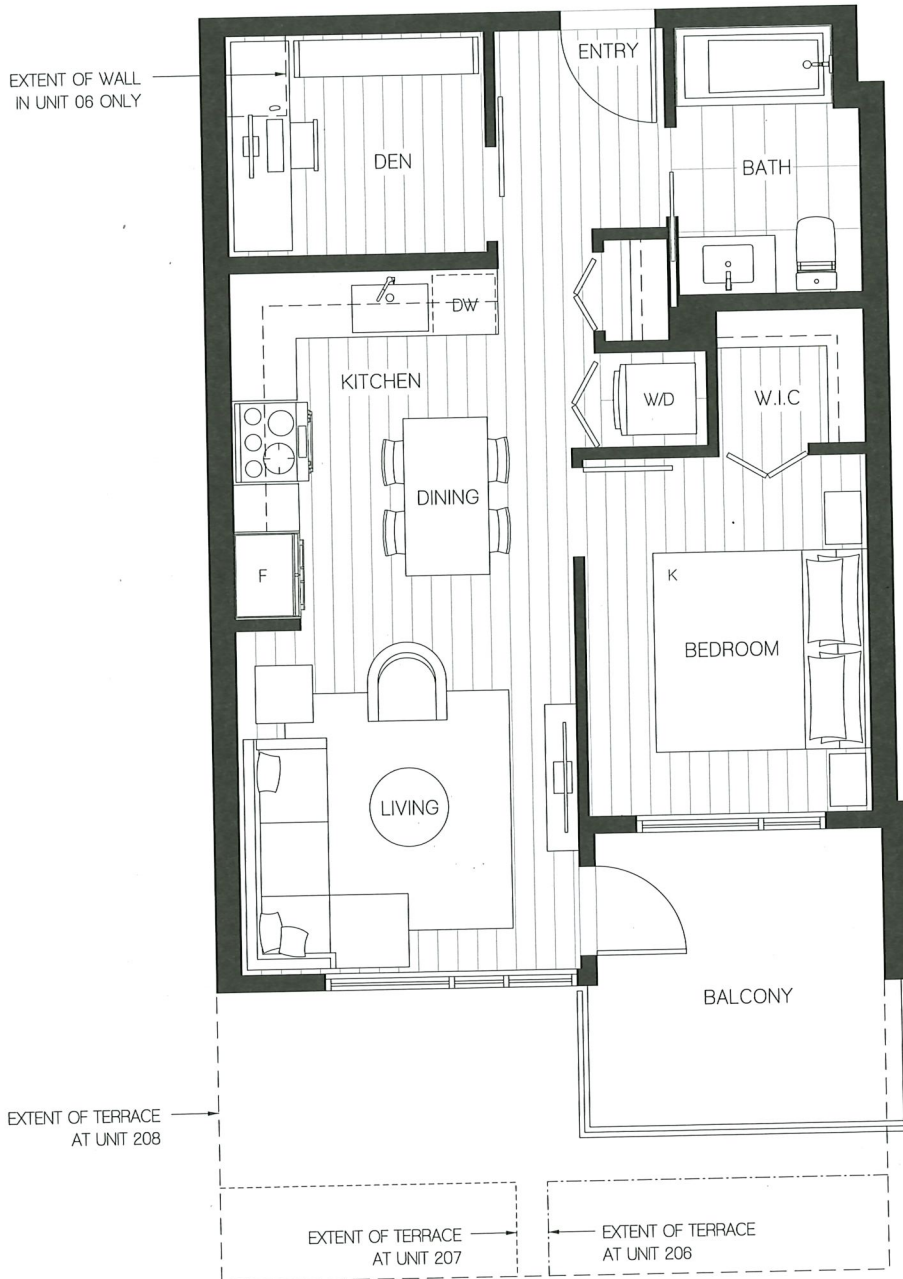 ENTRY
EXTENT OF WALL
IN UNIT 06 ONLY
DEN
BATH
DW
KITCHEN
W/D
W.I.C
DINING
F
K
BEDROOM
LIVING
BALCONY
EXTENT OF TERRACE
AT UNIT 208
EXTENT OF TERRACE
AT UNIT 207
EXTENT OF TERRACE
AT UNIT 206